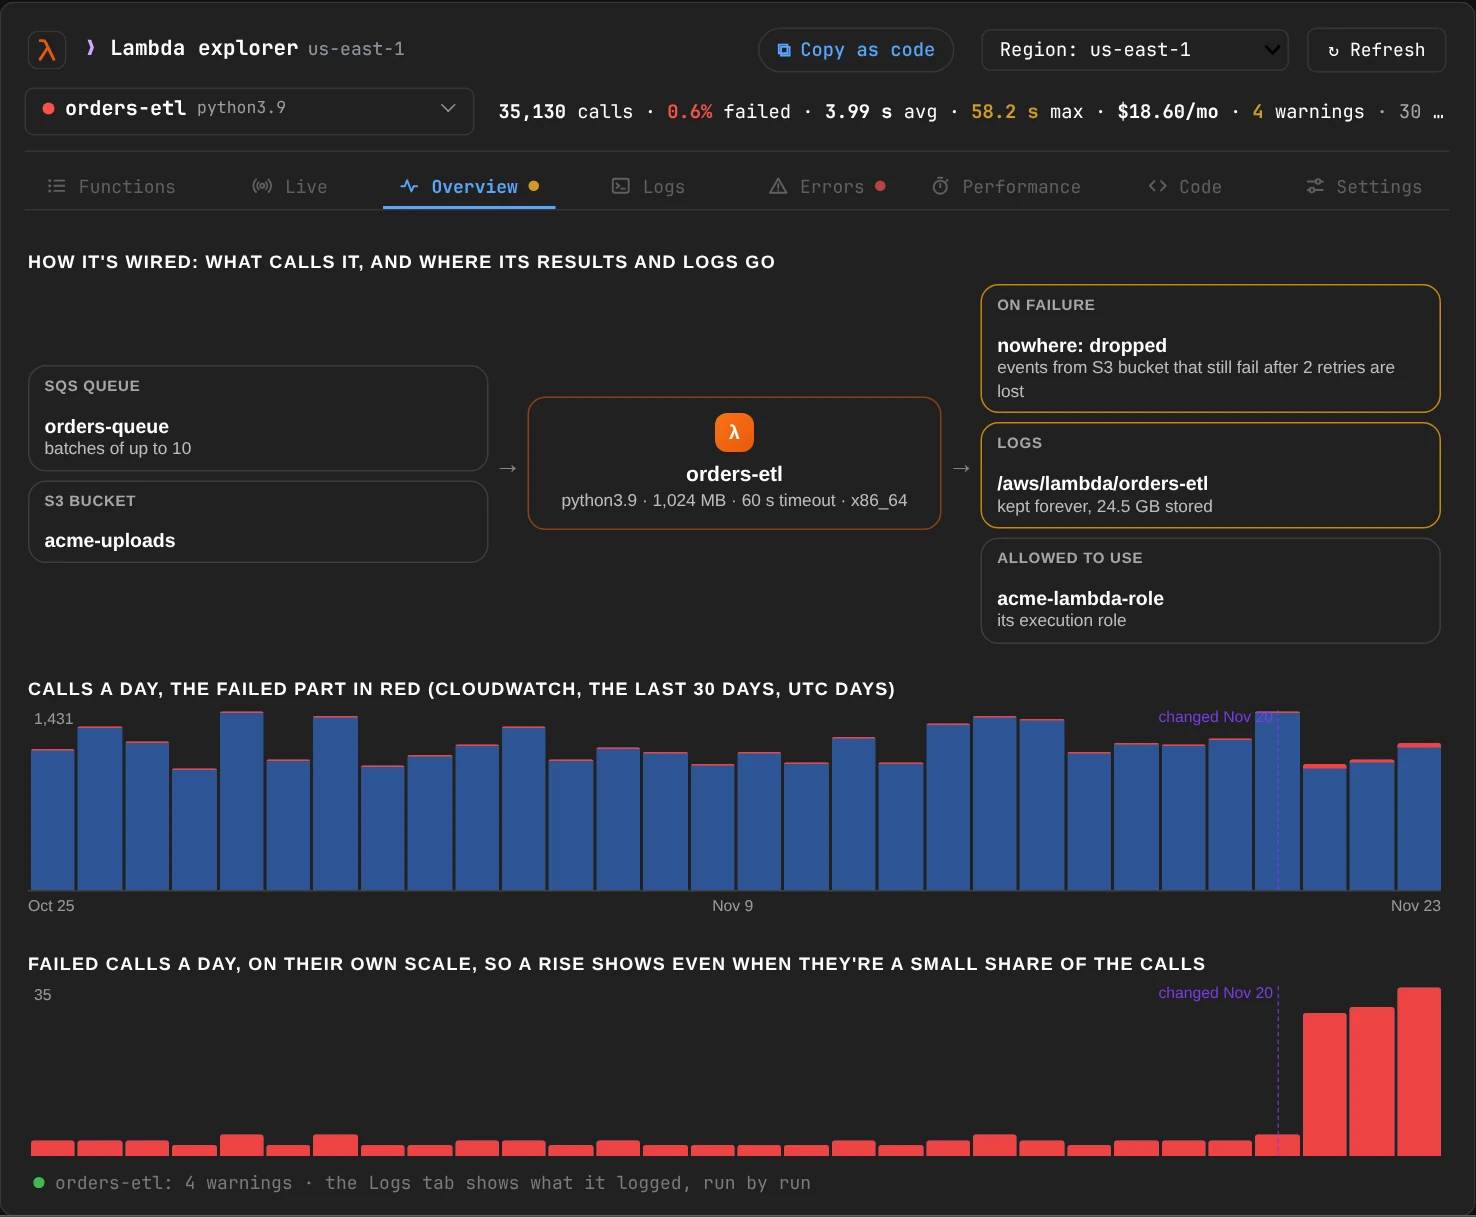 λ ❫ Lambda explorer us-east-1
Copy as code
Region: us-east-1
↻ Refresh
orders-etl python3.9
35,130 calls · 0.6% failed · 3.99 s avg · 58.2 s max · $18.60/mo · 4 warnings · 30 …
Functions
Live
Overview
Logs
Errors
Performance
Code
Settings
HOW IT'S WIRED: WHAT CALLS IT, AND WHERE ITS RESULTS AND LOGS GO
SQS QUEUE
orders-queue
batches of up to 10
S3 BUCKET
acme-uploads
→
λ
orders-etl
python3.9 · 1,024 MB · 60 s timeout · x86_64
→
ON FAILURE
nowhere: dropped
events from S3 bucket that still fail after 2 retries are
lost
LOGS
/aws/lambda/orders-etl
kept forever, 24.5 GB stored
ALLOWED TO USE
acme-lambda-role
its execution role
CALLS A DAY, THE FAILED PART IN RED (CLOUDWATCH, THE LAST 30 DAYS, UTC DAYS)
1,431
changed Nov 20
Oct 25
Nov 9
Nov 23
FAILED CALLS A DAY, ON THEIR OWN SCALE, SO A RISE SHOWS EVEN WHEN THEY'RE A SMALL SHARE OF THE CALLS
35
changed Nov 20
orders-etl: 4 warnings · the Logs tab shows what it logged, run by run